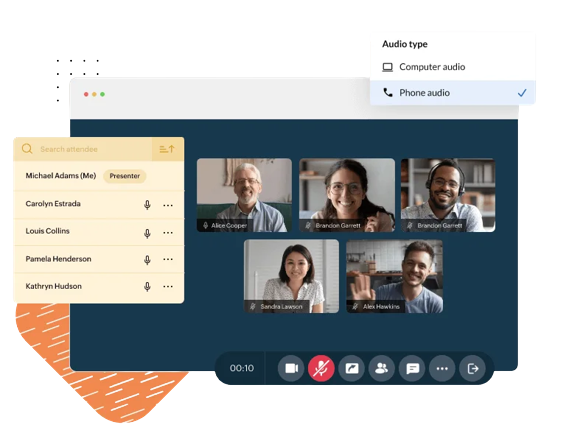 Audio type
Computer audio
Phone audio
Search attendee
Michael Adams (Me) Presenter
Carolyn Estrada
Louis Collins
Pamela Henderson
Kathryn Hudson
Alice Cooper
Brandon Garrett
Brandon Garrett
Sandra Lawson
Alex Hawkins
00:10